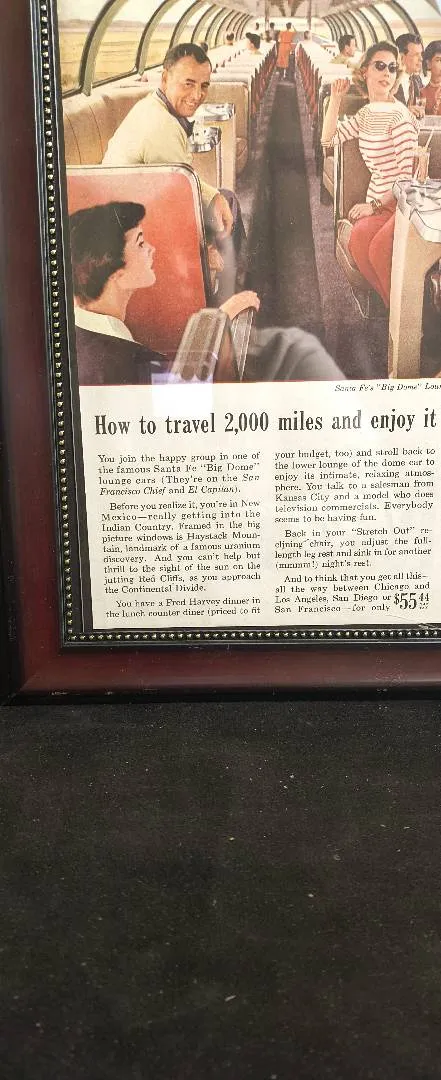 Santa Fe's "Big Dome" Lou
How to travel 2,000 miles and enjoy it
You join the happy group in one of
the famous Santa Fe "Big Dome"
lounge cars (They're on the San
Francisco Chief and El Capitan).
Before you realize it, you're in New
Mexico—really getting into the
Indian Country. Framed in the big
picture windows is Haystack Moun-
tain, landmark of a famous uranium
discovery. And you can't help but
thrill to the sight of the sun on the
jutting Red Cliffs, as you approach
the Continental Divide.
You have a Fred Harvey dinner in
the lunch counter diner (priced to fit
your budget, too) and stroll back to
the lower lounge of the dome car to
enjoy its intimate, relaxing atmos-
phere. You talk to a salesman from
Kansas City and a model who does
television commercials. Everybody
seems to be having fun.
Back in your "Stretch Out" re-
clining chair, you adjust the full-
length leg rest and sink in for another
(mmmm!) night's rest.
And to think that you get all this—
all the way between Chicago and
Los Angeles, San Diego or
San Francisco—for only $55 44